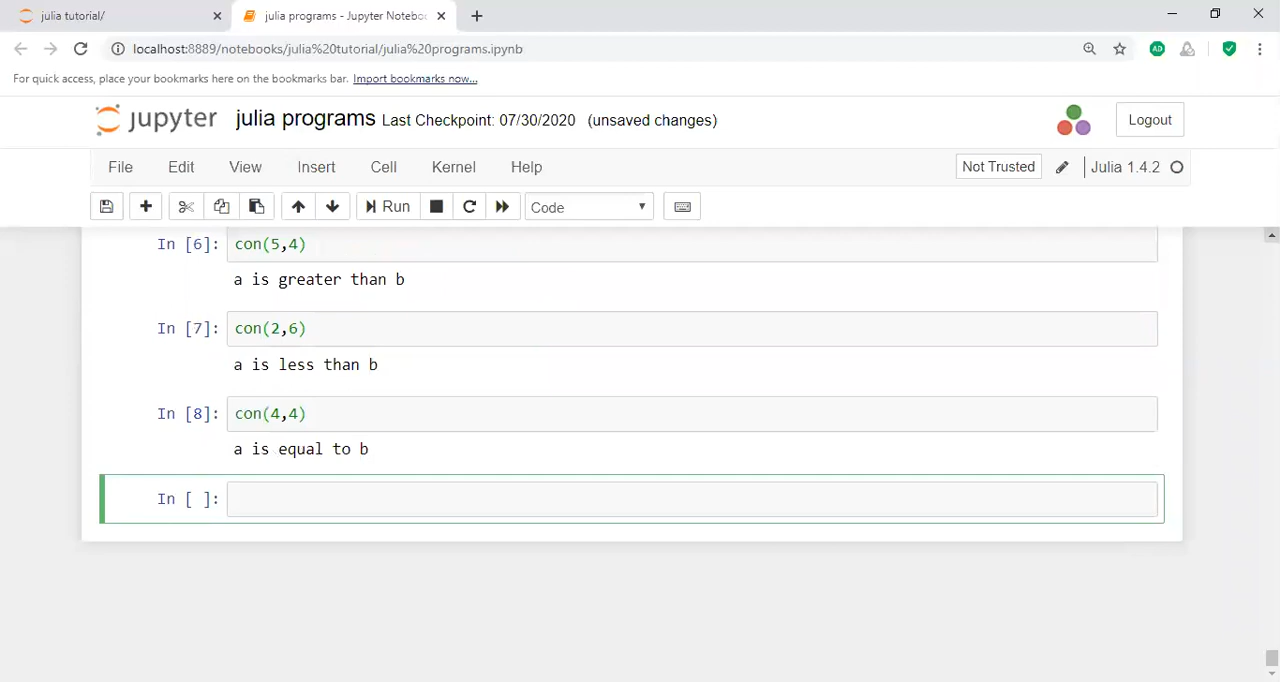 julia tutorial/
julia programs - Jupyter Noteboo
localhost:8889/notebooks/julia%20tutorial/julia%20programs.ipynb
For quick access, place your bookmarks here on the bookmarks bar. Import bookmarks now...
jupyter julia programs Last Checkpoint: 07/30/2020 (unsaved changes)
Logout
File Edit View Insert Cell Kernel Help
Not Trusted
Julia 1.4.2
Run
Code
In [6]: con(5,4)
a is greater than b
In [7]: con(2,6)
a is less than b
In [8]: con(4,4)
a is equal to b
In [ ]: